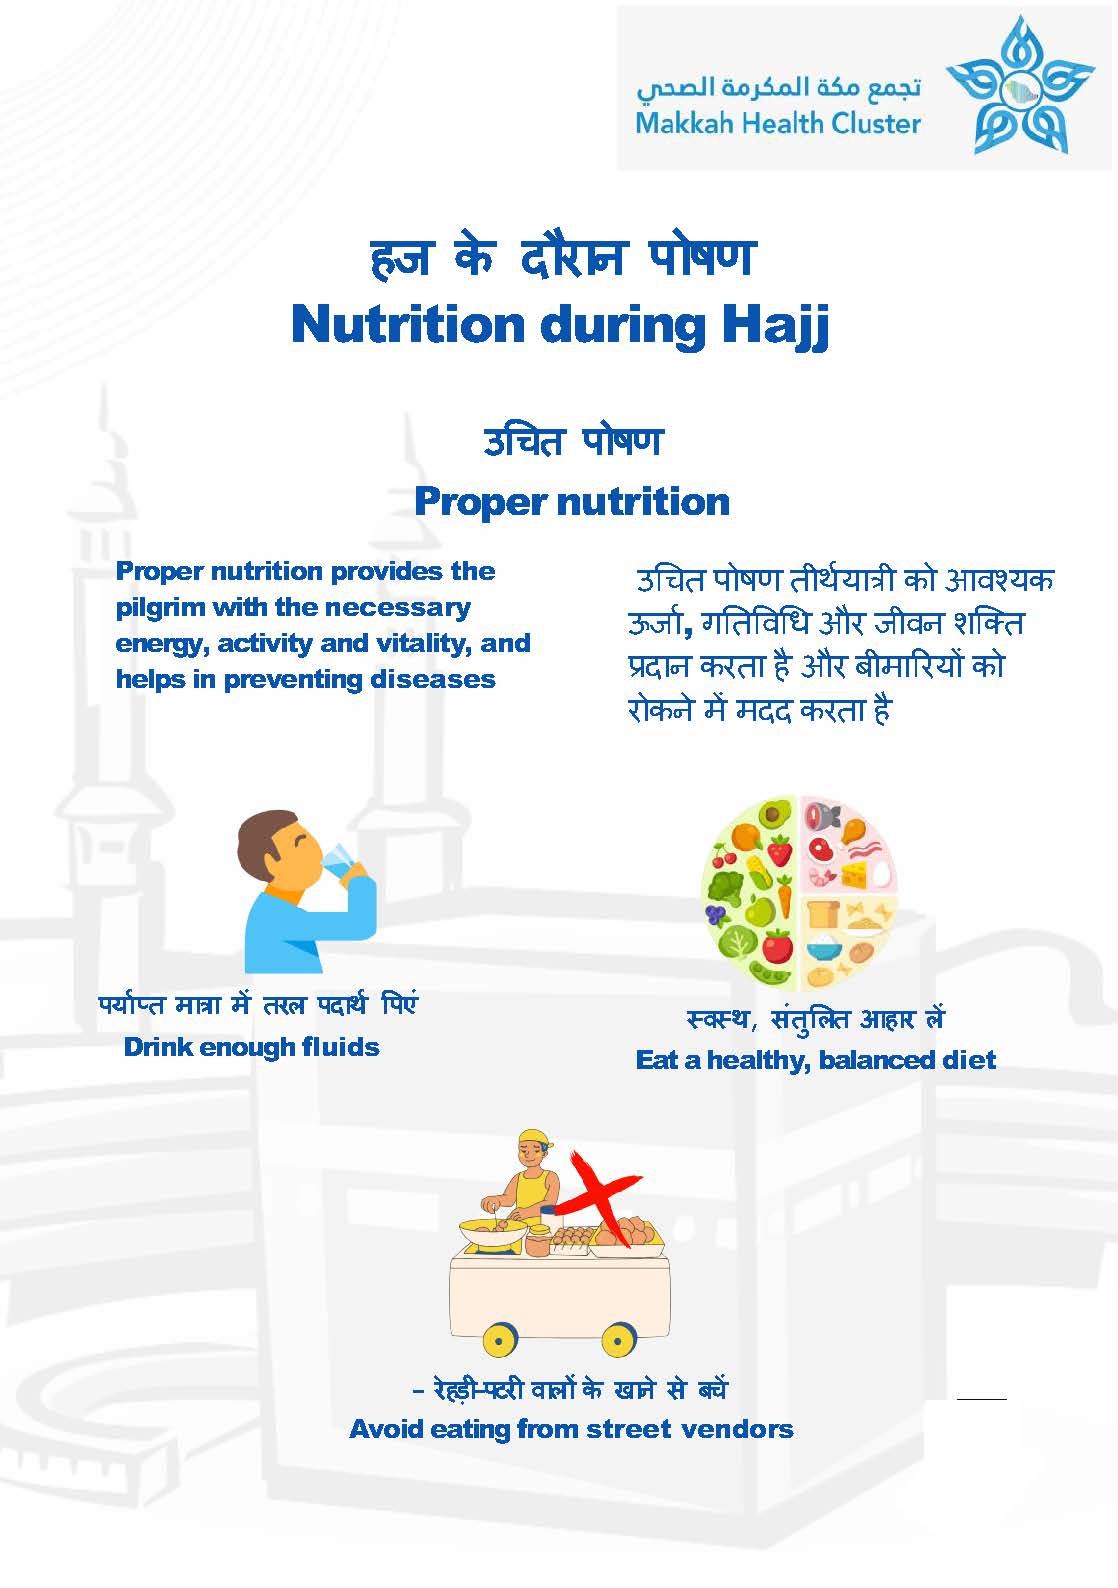 تجمع مكة المكرمة الصحي
Makkah Health Cluster
हज के दौरान पोषण
Nutrition during Hajj
उचित पोषण
Proper nutrition
Proper nutrition provides the
pilgrim with the necessary
energy, activity and vitality, and
helps in preventing diseases
उचित पोषण तीर्थयात्री को आवश्यक
ऊर्जा, गतिविधि और जीवन शक्ति
प्रदान करता है और बीमारियों को
रोकने में मदद करता है
पर्याप्त मात्रा में तरल पदार्थ पिएं
Drink enough fluids
स्वस्थ, संतुलित आहार लें
Eat a healthy, balanced diet
– रेहड़ी-पटरी वालों के खाने से बचें
Avoid eating from street vendors